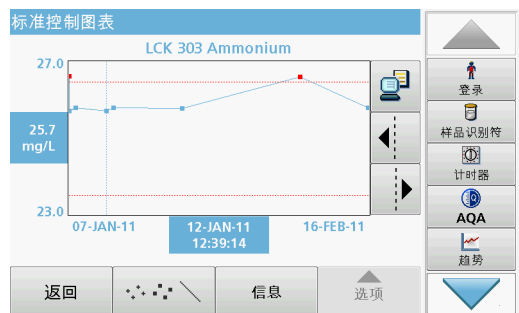 标准控制图表
LCK 303 Ammonium
27.0
25.7
mg/L
23.0
07-JAN-11
12-JAN-11
12:39:14
16-FEB-11
返回
信息
选项
登录
样品识别符
计时器
AQA
趋势